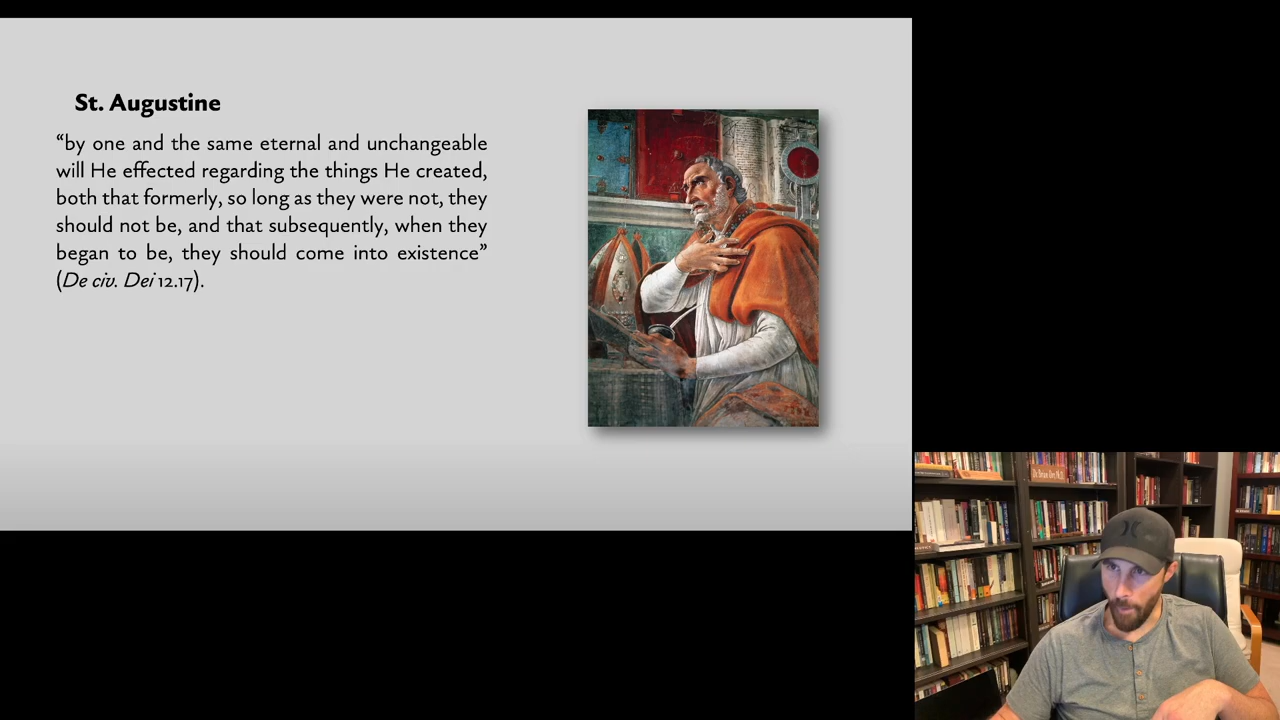 St. Augustine
“by one and the same eternal and unchangeable
will He effected regarding the things He created,
both that formerly, so long as they were not, they
should not be, and that subsequently, when they
began to be, they should come into existence”
(De civ. Dei 12.17).